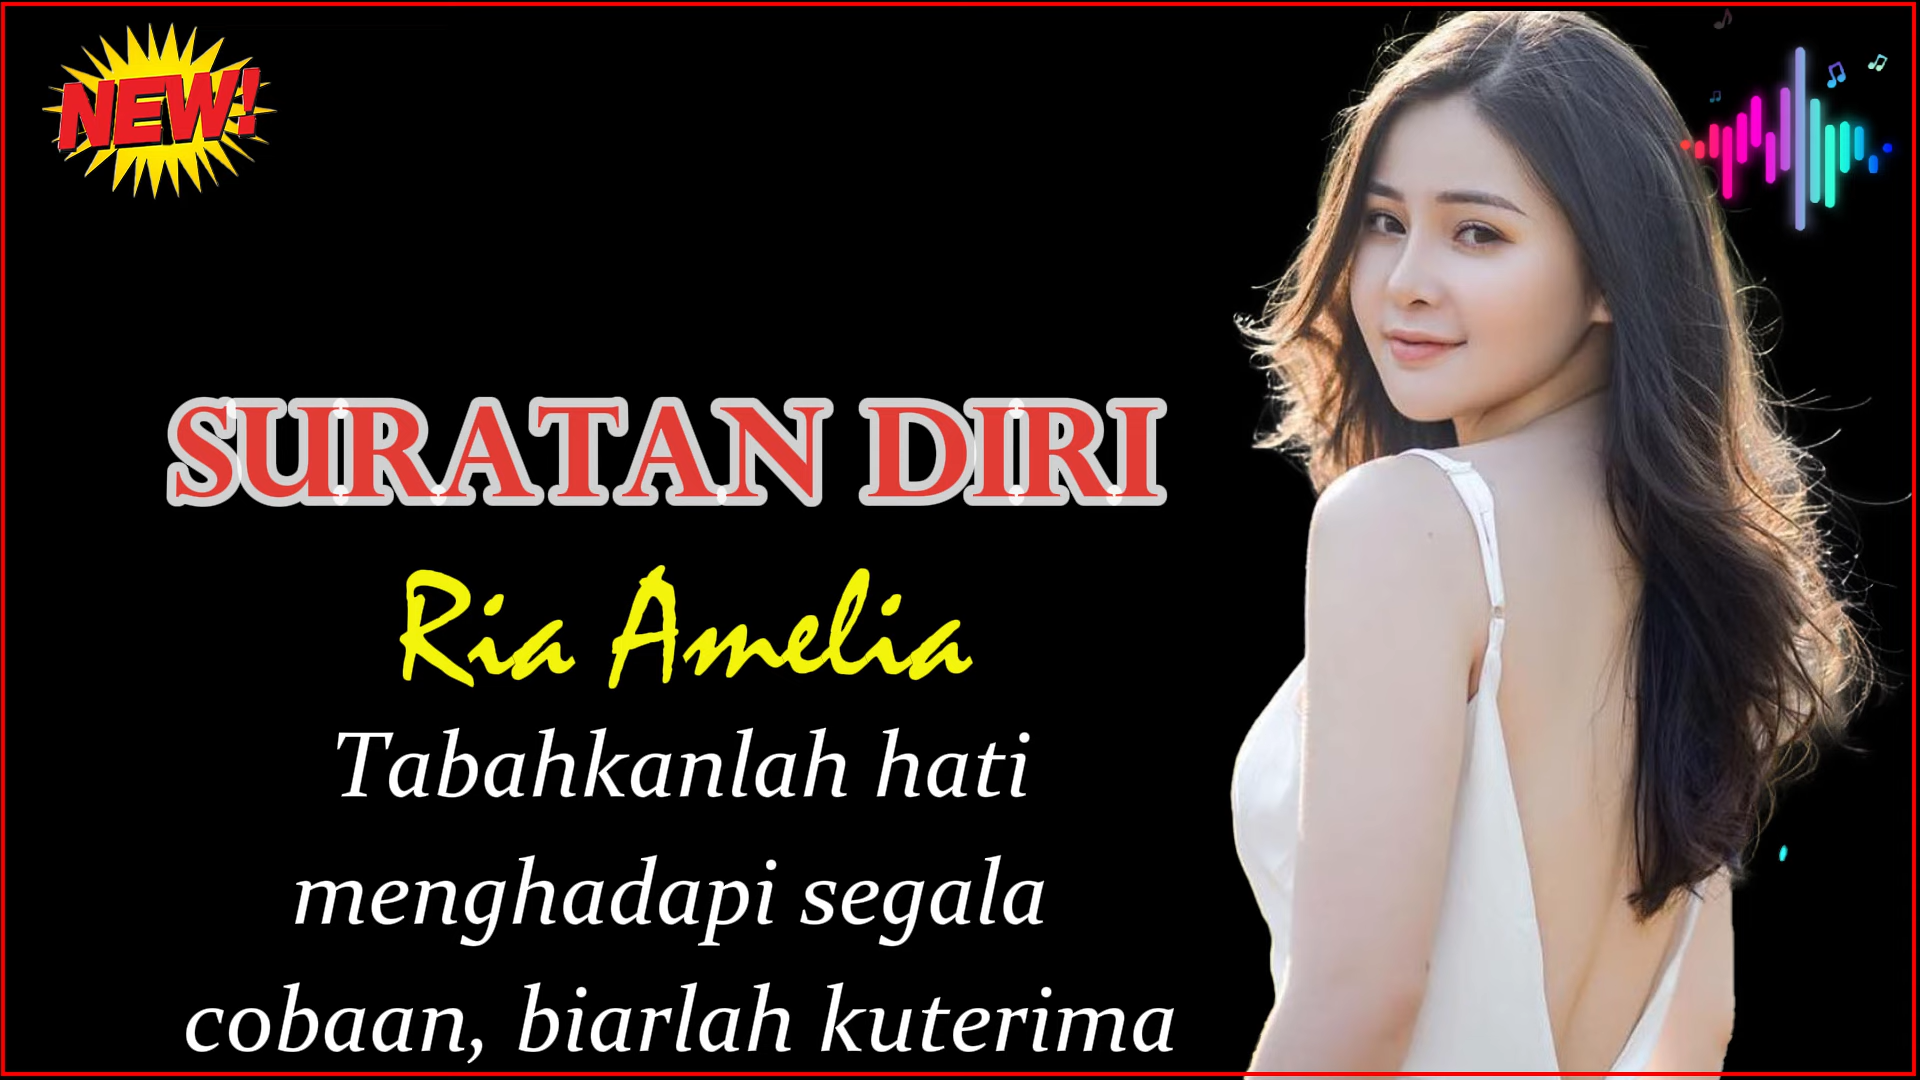 NEW!
SURATAN DIRI
Ria Amelia
Tabahkanlah hati
menghadapi segala
cobaan, biarlah kuterima